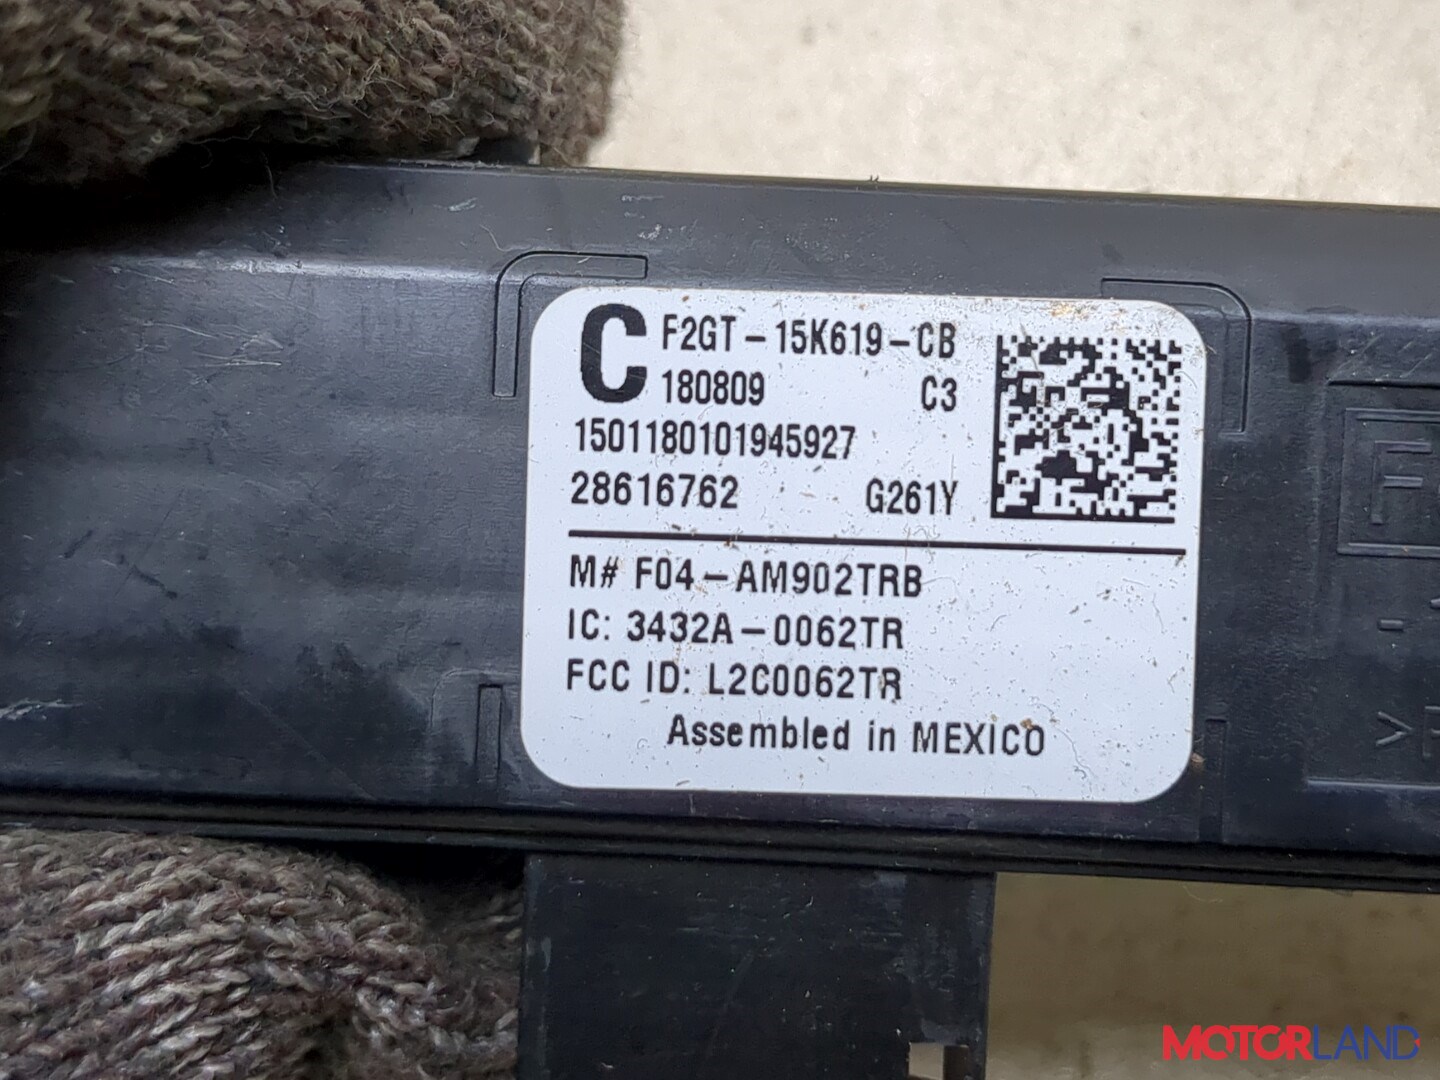 C F2GT-15K619-CB
180809 C3
1501180101945927
28616762 G261Y
M# F04-AM902TRB
IC: 3432A-0062TR
FCC ID: L2C0062TR
Assembled in MEXICO
MOTORLAND